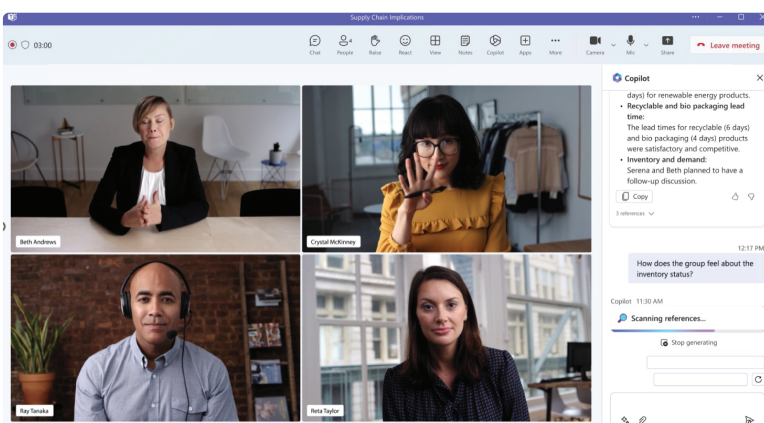 Supply Chain Implications
03:00
Chat
4
People
Raise
React
View
Notes
Copilot
Apps
More
Camera
Mic
Share
Leave meeting
Beth Andrews
Crystal McKinney
Ray Tanaka
Reta Taylor
Copilot
days) for renewable energy products.
• Recyclable and bio packaging lead
time:
The lead times for recyclable (6 days)
and bio packaging (4 days) products
were satisfactory and competitive.
• Inventory and demand:
Serena and Beth planned to have a
follow-up discussion.
Copy
3 references
12:17 PM
How does the group feel about the
inventory status?
Copilot 11:30 AM
Scanning references...
Stop generating